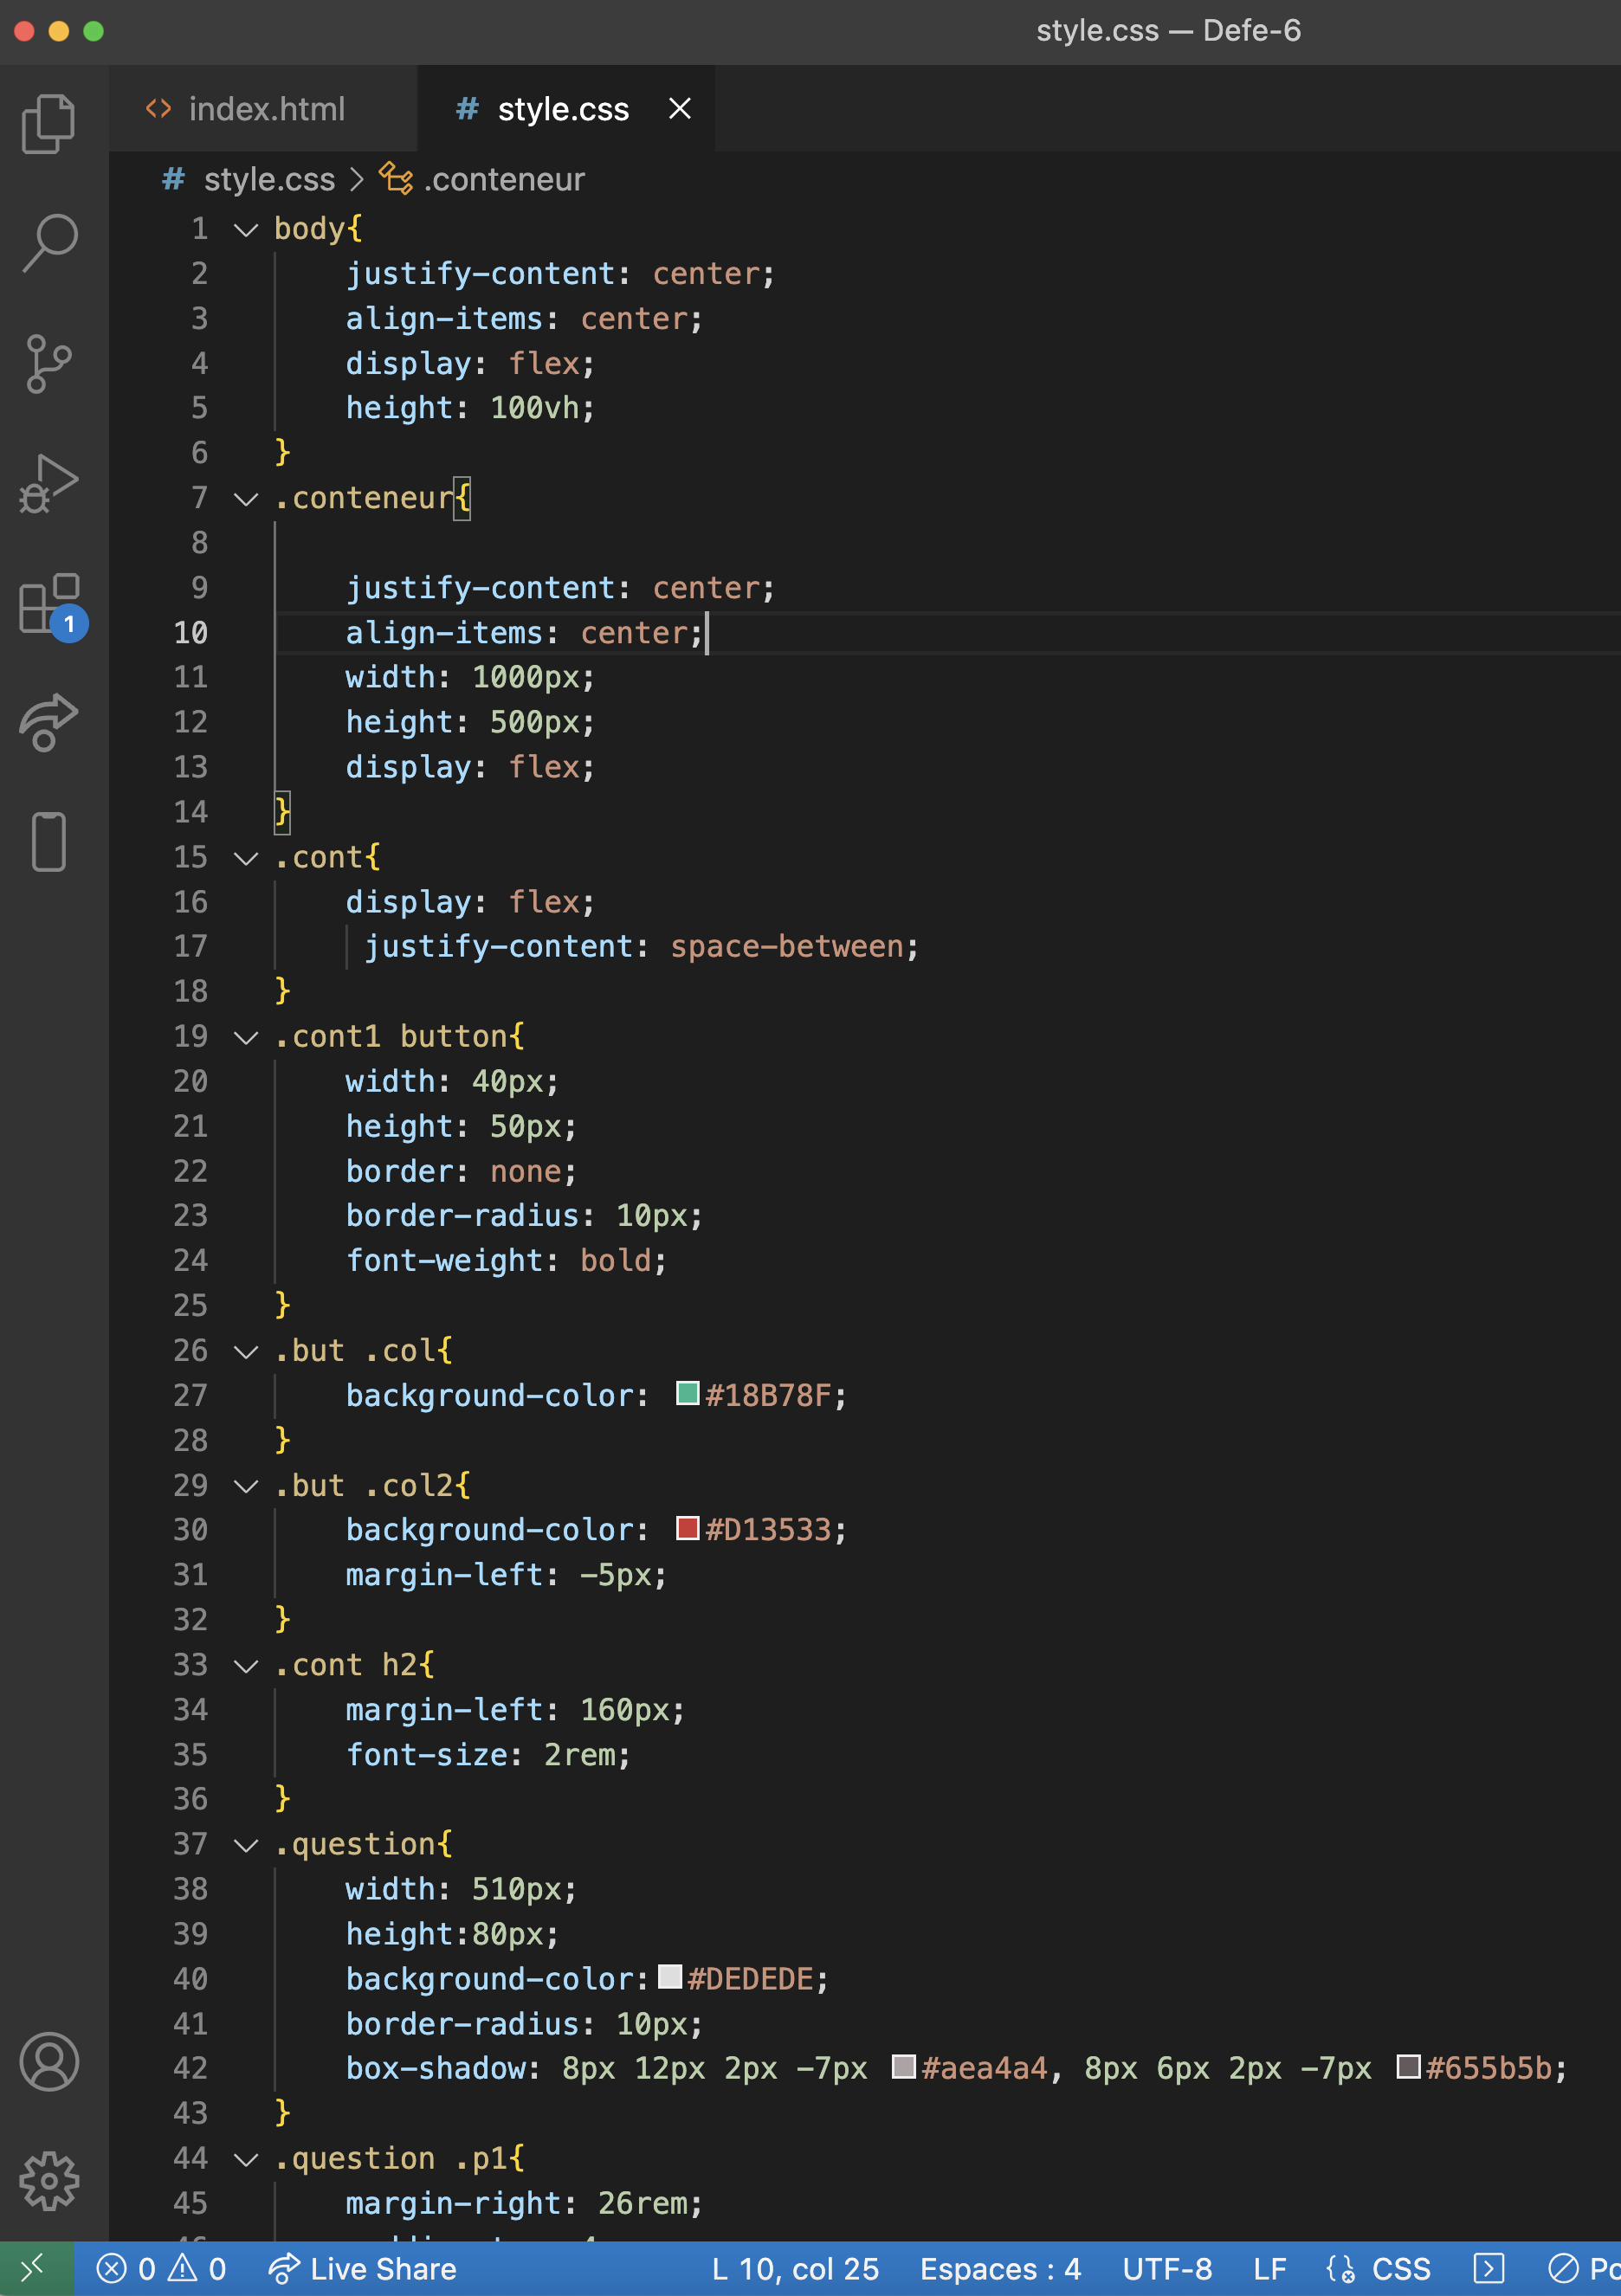 style.css — Defe-6
index.html
# style.css
# style.css > .conteneur
1 body{
2 justify-content: center;
3 align-items: center;
4 display: flex;
5 height: 100vh;
6 }
7 .conteneur{
8
9 justify-content: center;
10 align-items: center;
11 width: 1000px;
12 height: 500px;
13 display: flex;
14 }
15 .cont{
16 display: flex;
17 justify-content: space-between;
18 }
19 .cont1 button{
20 width: 40px;
21 height: 50px;
22 border: none;
23 border-radius: 10px;
24 font-weight: bold;
25 }
26 .but .col{
27 background-color: #18B78F;
28 }
29 .but .col2{
30 background-color: #D13533;
31 margin-left: -5px;
32 }
33 .cont h2{
34 margin-left: 160px;
35 font-size: 2rem;
36 }
37 .question{
38 width: 510px;
39 height:80px;
40 background-color:#DEDEDE;
41 border-radius: 10px;
42 box-shadow: 8px 12px 2px -7px #aea4a4, 8px 6px 2px -7px #655b5b;
43 }
44 .question .p1{
45 margin-right: 26rem;
1
0 0 Live Share L 10, col 25 Espaces : 4 UTF-8 LF CSS